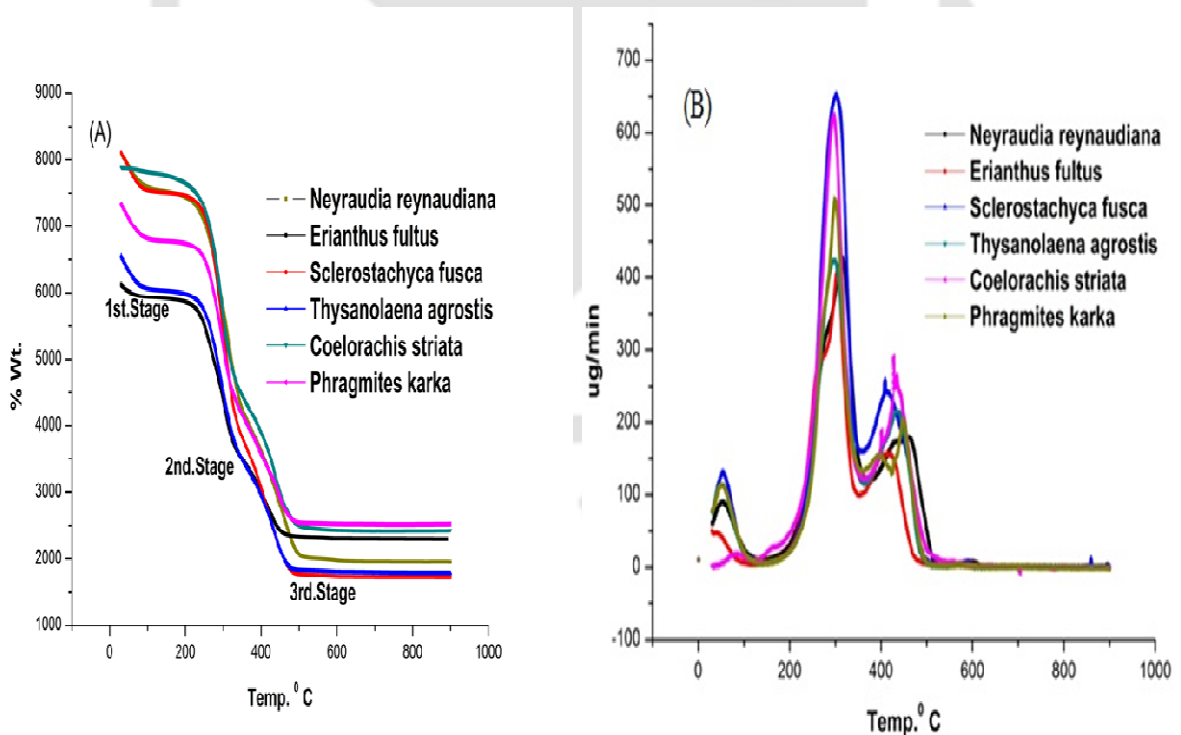 (A)
% Wt.
9000
8000
7000
6000
5000
4000
3000
2000
1000
0 200 400 600 800 1000
Temp. ⁰ C
1st.Stage
2nd.Stage
3rd.Stage
Neyraudia reynaudiana
Erianthus fultus
Sclerostachyca fusca
Thysanolaena agrostis
Coelorachis striata
Phragmites karka
(B)
ug/min
700
600
500
400
300
200
100
0
-100
0 200 400 600 800 1000
Temp.⁰ C
Neyraudia reynaudiana
Erianthus fultus
Sclerostachyca fusca
Thysanolaena agrostis
Coelorachis striata
Phragmites karka